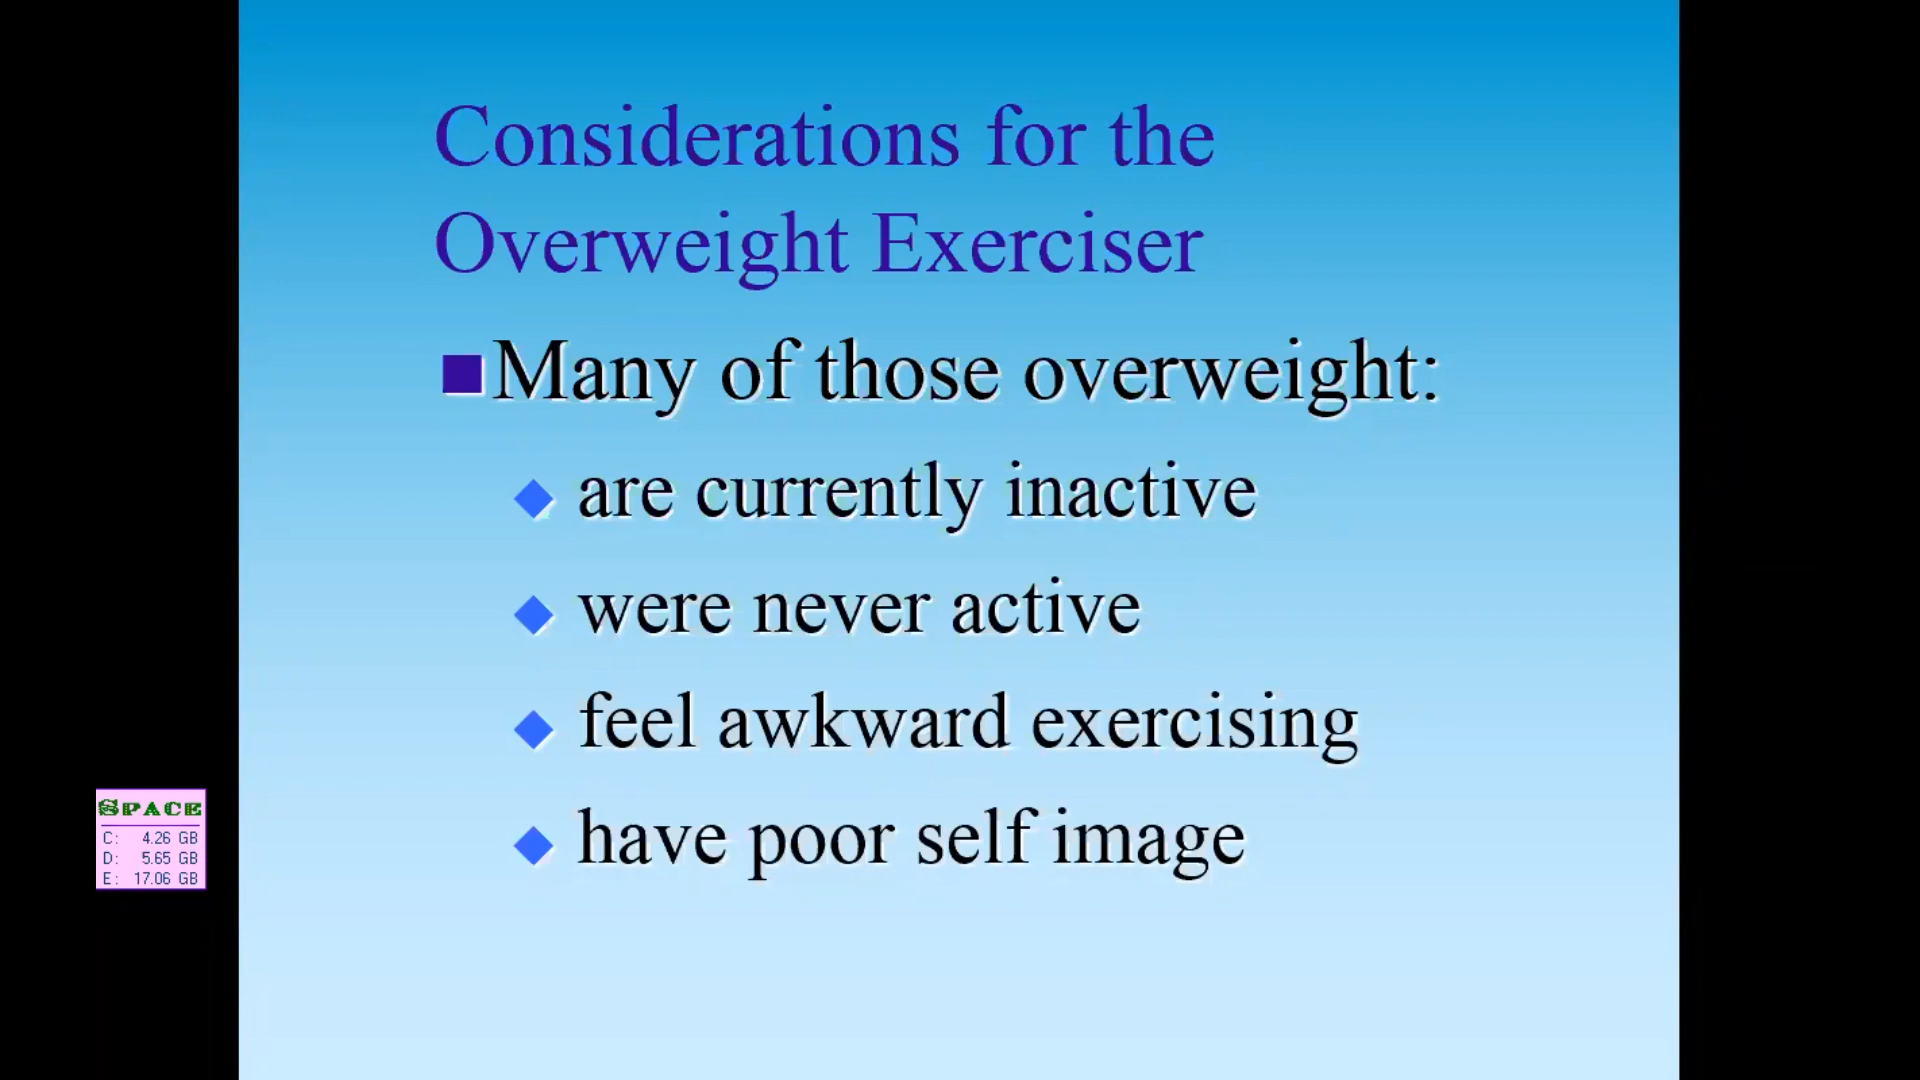 Considerations for the
Overweight Exerciser
Many of those overweight:
are currently inactive
were never active
feel awkward exercising
have poor self image
SPACE
C: 4.26 GB
D: 5.65 GB
E: 17.06 GB